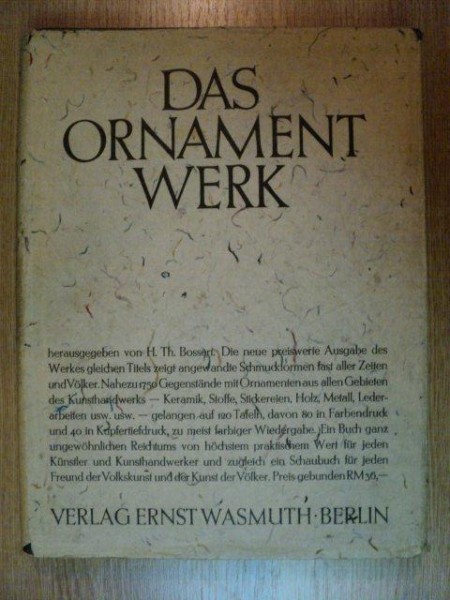 DAS
ORNAMENT
WERK
herausgegeben von H. Th. Bossert. Die neue preiswerte Ausgabe des
Werkes gleichen Titels zeigt angewandte Schmuckformen fast aller Zeiten
und Völker. Nahezu 1750 Gegenstände mit Ornamenten aus allen Gebieten
des Kunsthandwerks — Keramik, Stoffe, Stickereien, Holz, Metall, Leder-
arbeiten usw. usw. — gelangen auf 120 Tafeln, davon 80 in Farbendruck
und 40 in Kupfertiefdruck, zu meist farbiger Wiedergabe. Ein Buch ganz
ungewöhnlichen Reichtums von höchstem praktischem Wert für jeden
Künstler und Kunsthandwerker und zugleich ein Schaubuch für jeden
Freund der Volkskunst und der Kunst der Völker. Preis gebunden RM 36,—
VERLAG ERNST WASMUTH · BERLIN